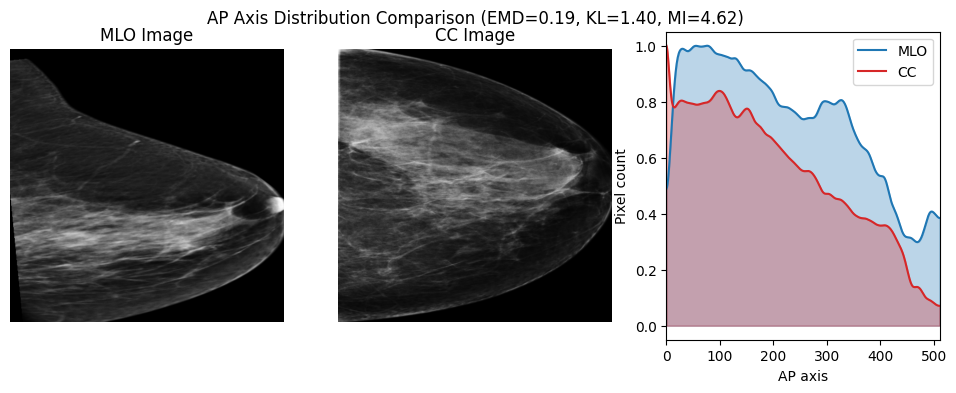 AP Axis Distribution Comparison (EMD=0.19, KL=1.40, MI=4.62)
MLO Image
CC Image
MLO
CC
Pixel count
1.0
0.8
0.6
0.4
0.2
0.0
0 100 200 300 400 500
AP axis